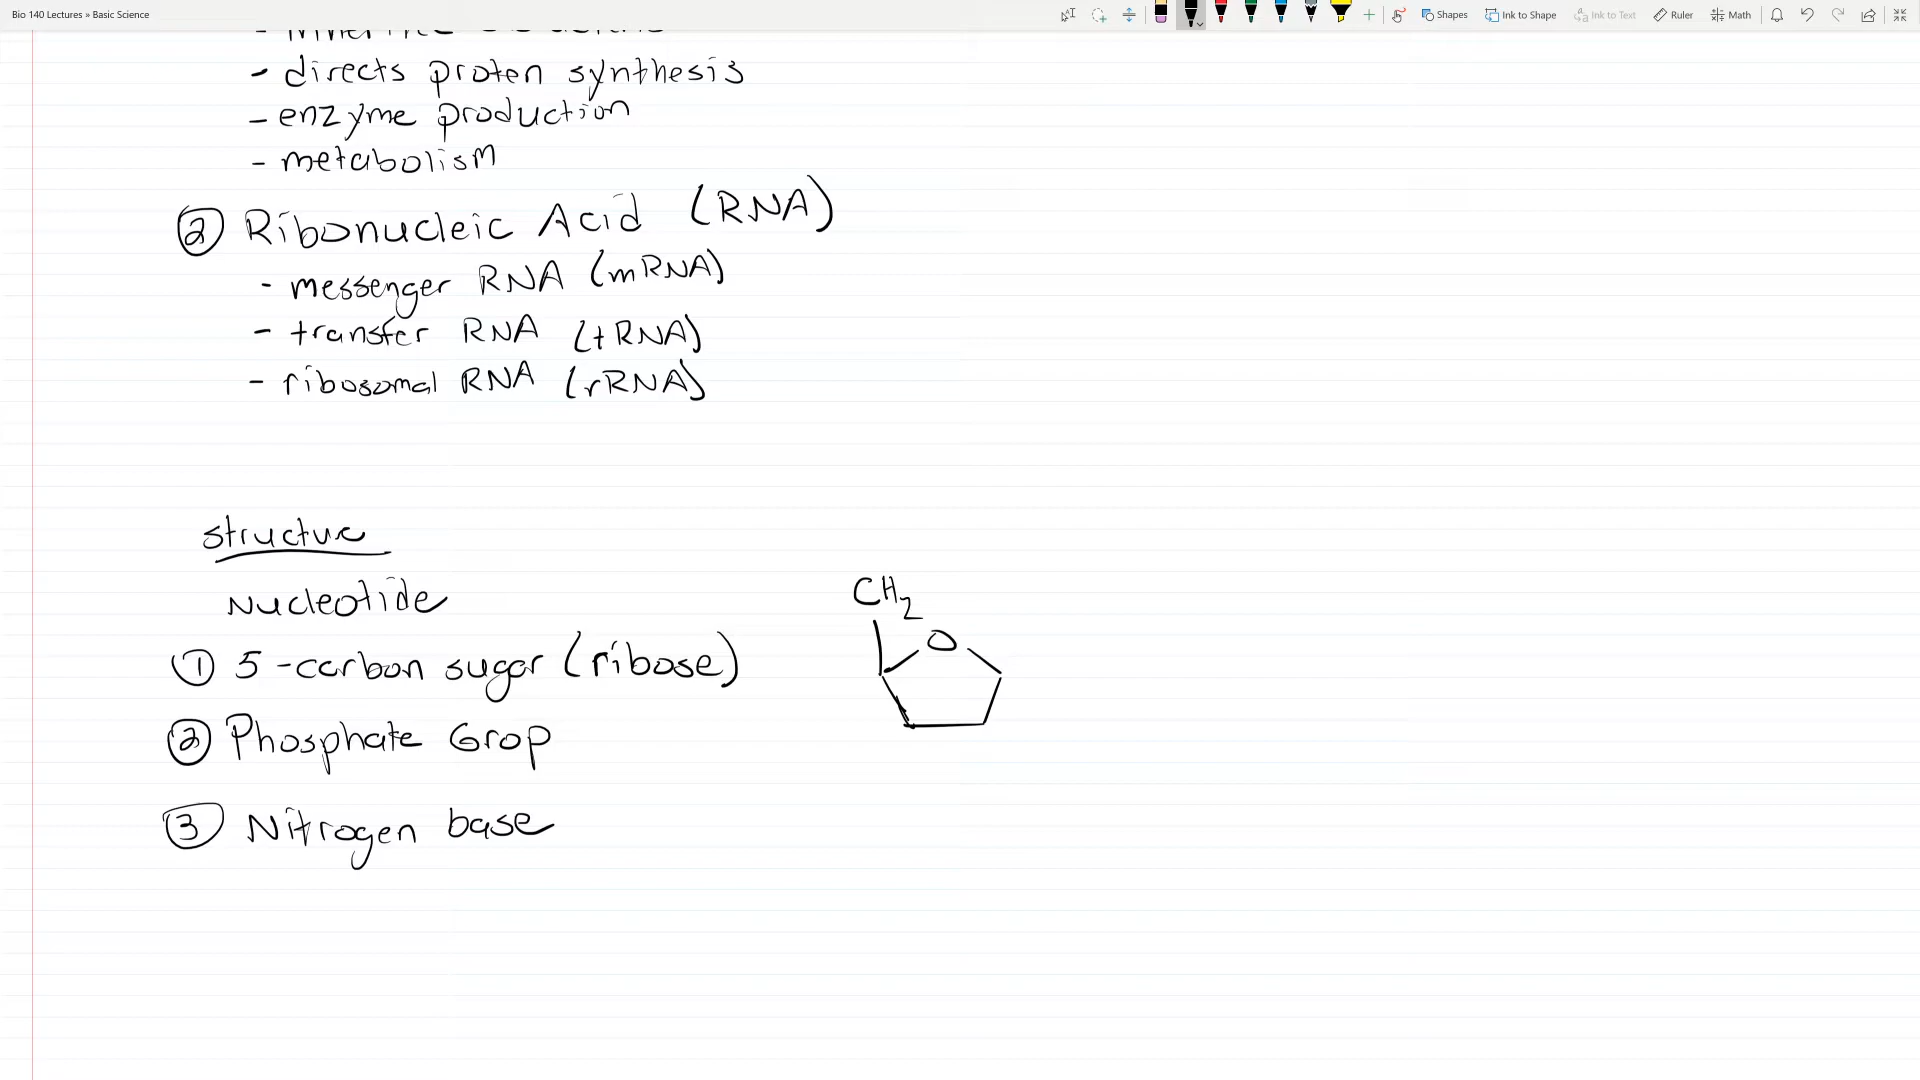 Bio 140 Lectures » Basic Science
Shapes Ink to Shape Ink to Text Ruler Math
- directs proten synthesis
- enzyme production
- metabolism
② Ribonucleic Acid (RNA)
- messenger RNA (mRNA)
- transfer RNA (tRNA)
- ribosomal RNA (rRNA)
structure
Nucleotide
CH2
O
① 5-carbon sugar (ribose)
② Phosphate Grop
③ Nitrogen base